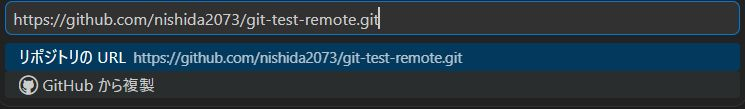 https://github.com/nishida2073/git-test-remote.git
リポジトリの URL https://github.com/nishida2073/git-test-remote.git
GitHub から複製